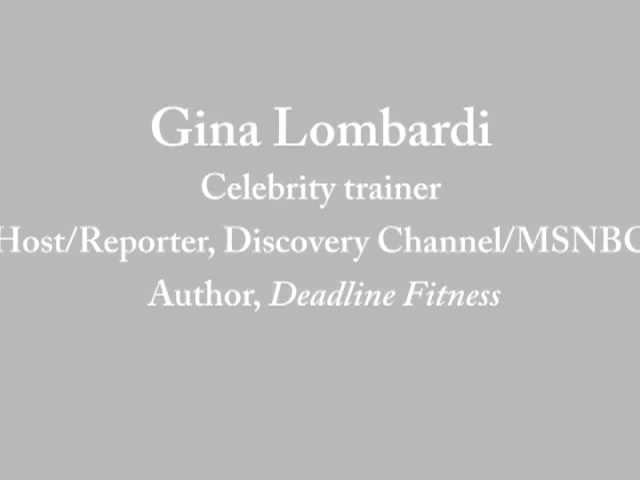 Gina Lombardi
Celebrity trainer
Host/Reporter, Discovery Channel/MSNBC
Author, Deadline Fitness